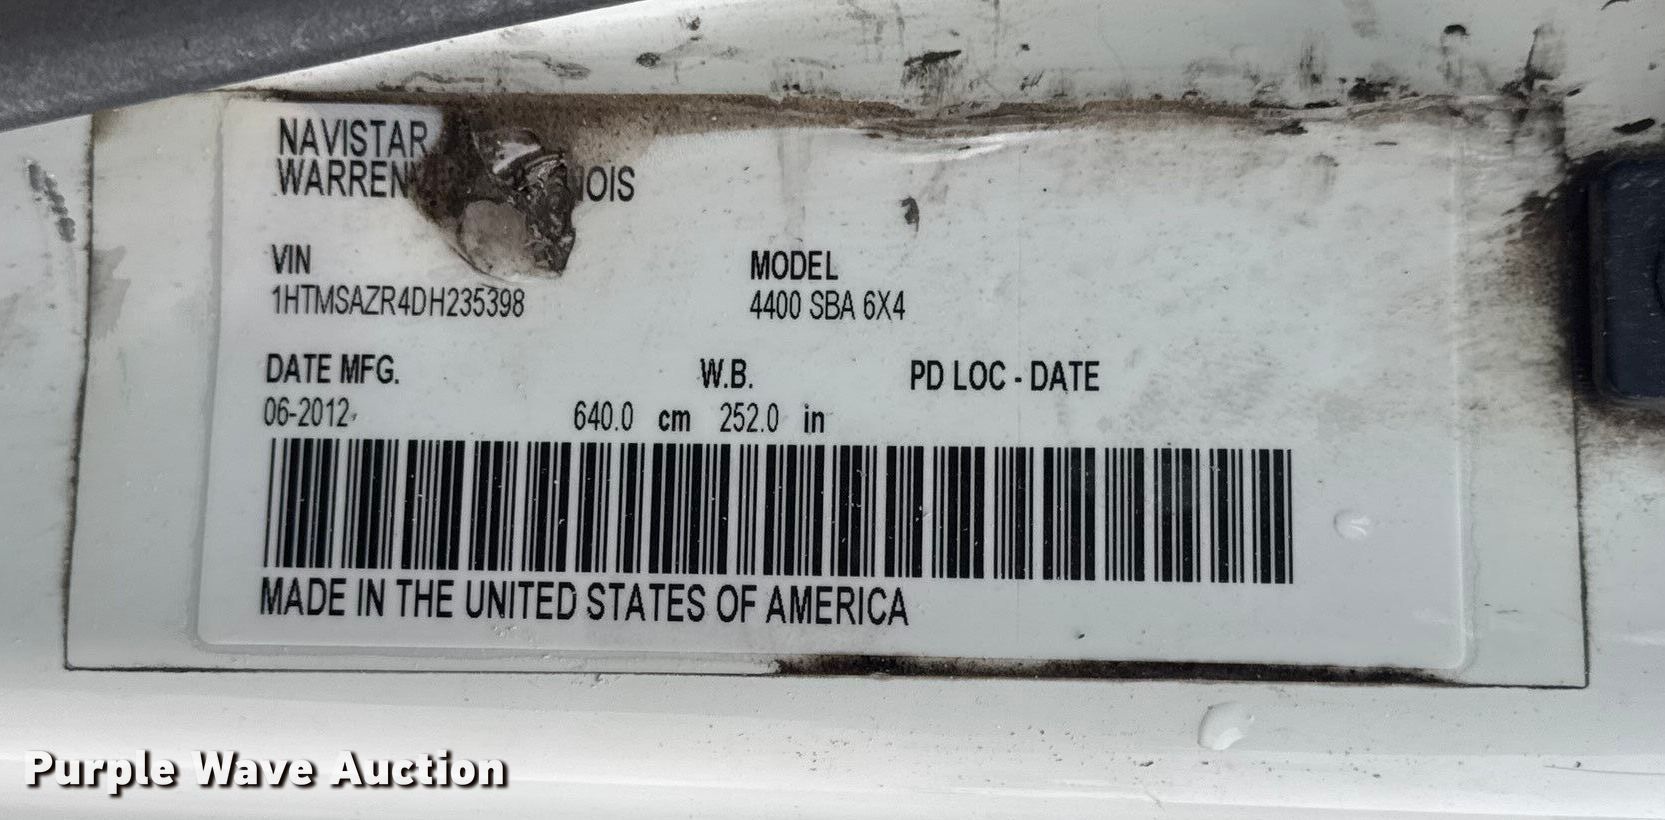 NAVISTAR
VIN
MODEL
1HTMSAZR4DH235398
4400 SBA 6X4
DATE MFG.
W.B.
PD LOC - DATE
06-2012
640.0 cm 252.0 in
MADE IN THE UNITED STATES OF AMERICA
Purple Wave Auction